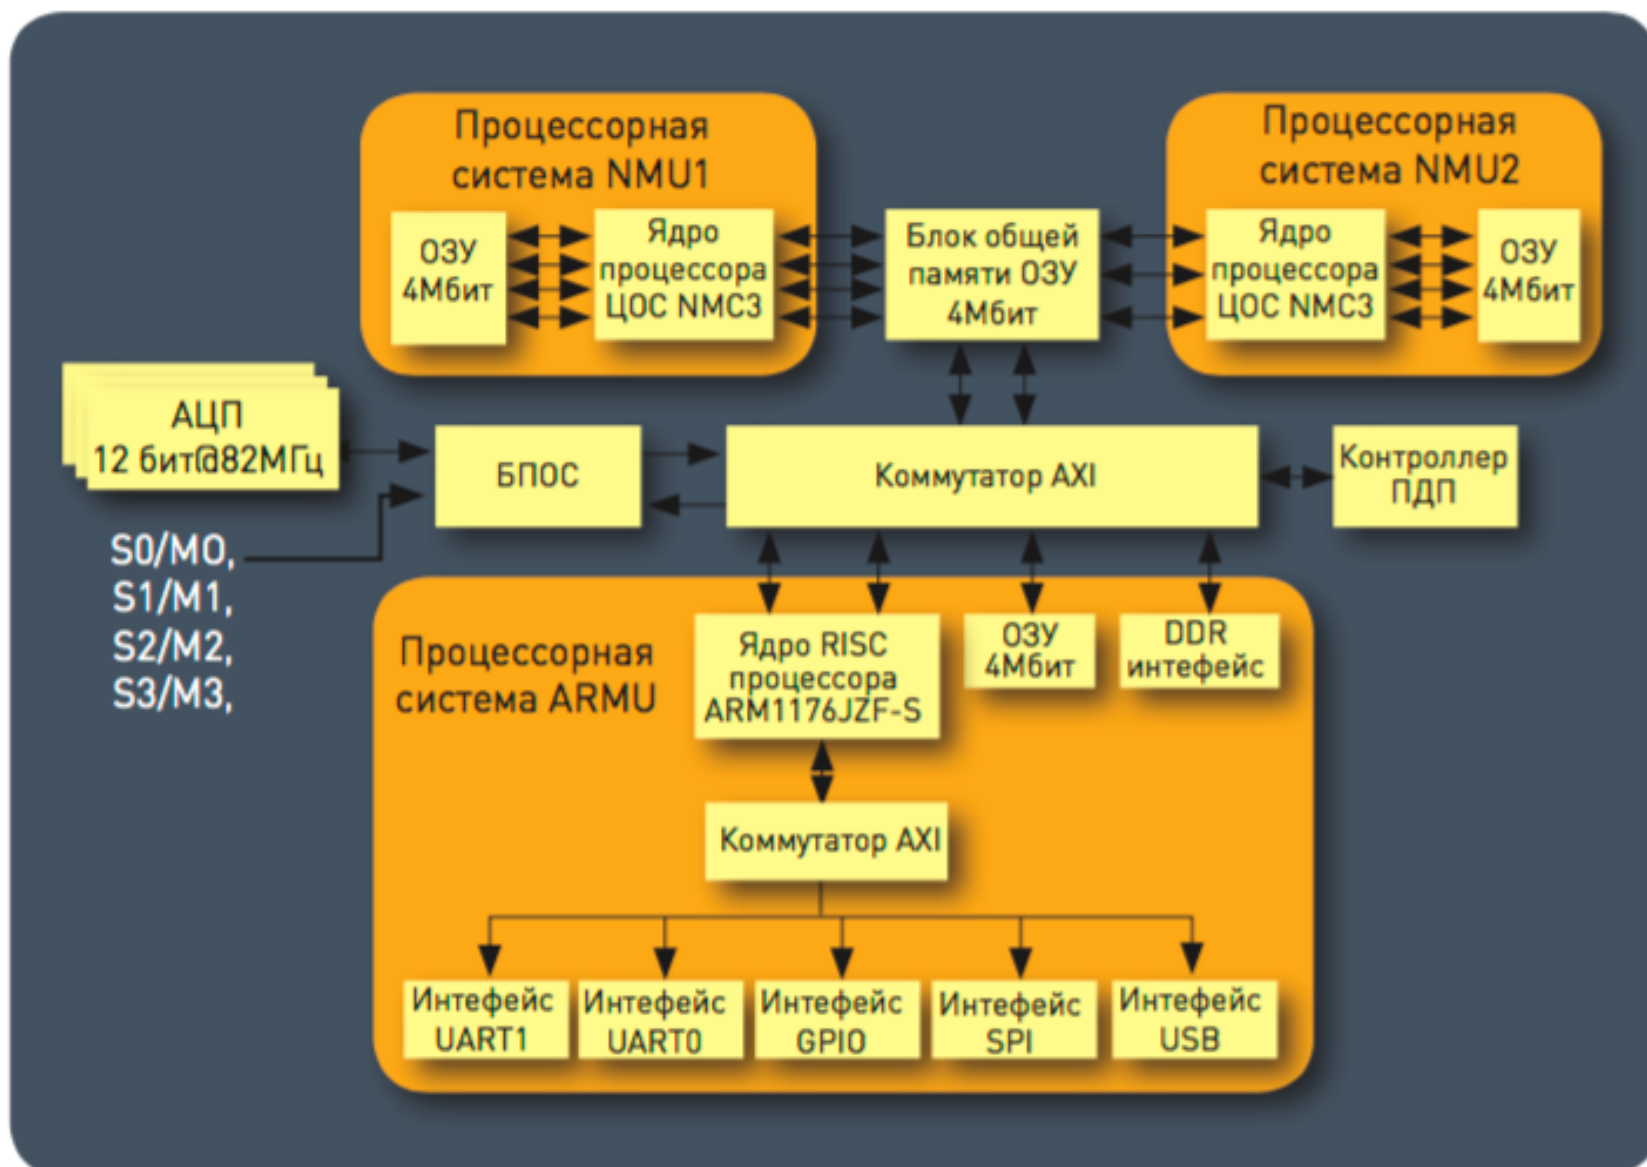 Процессорная
система NMU1
ОЗУ
4Мбит
Ядро
процессора
ЦОС NMC3
Блок общей
памяти ОЗУ
4Мбит
Процессорная
система NMU2
Ядро
процессора
ЦОС NMC3
ОЗУ
4Мбит
АЦП
12 бит@82МГц
БПОС
Коммутатор AXI
Контроллер
ПДП
S0/M0,
S1/M1,
S2/M2,
S3/M3,
Процессорная
система ARMU
Ядро RISC
процессора
ARM1176JZF-S
ОЗУ
4Мбит
DDR
интефейс
Коммутатор AXI
Интефейс
UART1
Интефейс
UART0
Интефейс
GPIO
Интефейс
SPI
Интефейс
USB